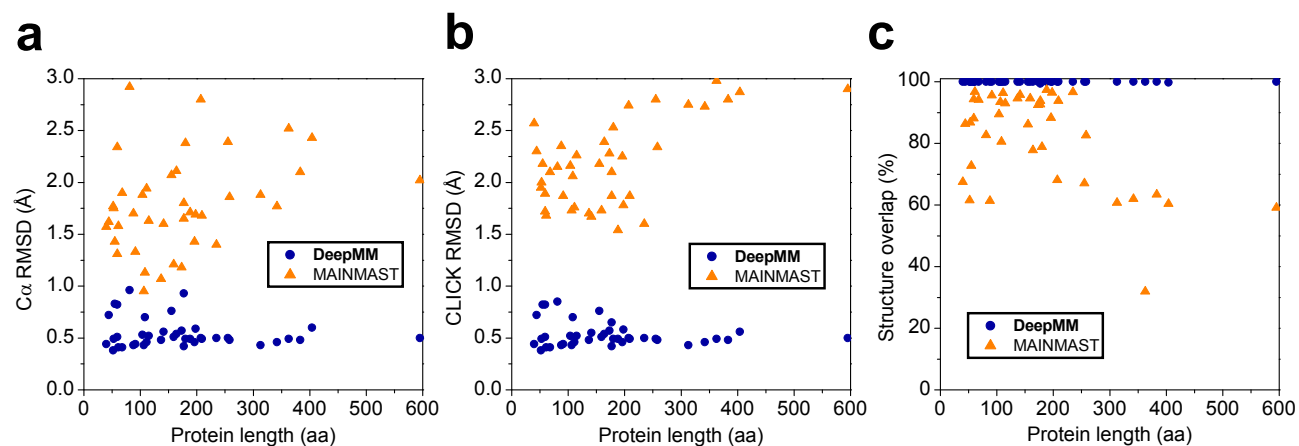 a
3.0
2.5
2.0
1.5
1.0
0.5
0.0
Cα RMSD (Å)
DeepMM
MAINMAST
0 100 200 300 400 500 600
Protein length (aa)
b
3.0
2.5
2.0
1.5
1.0
0.5
0.0
CLICK RMSD (Å)
DeepMM
MAINMAST
0 100 200 300 400 500 600
Protein length (aa)
c
100
80
60
40
20
0
Structure overlap (%)
DeepMM
MAINMAST
0 100 200 300 400 500 600
Protein length (aa)